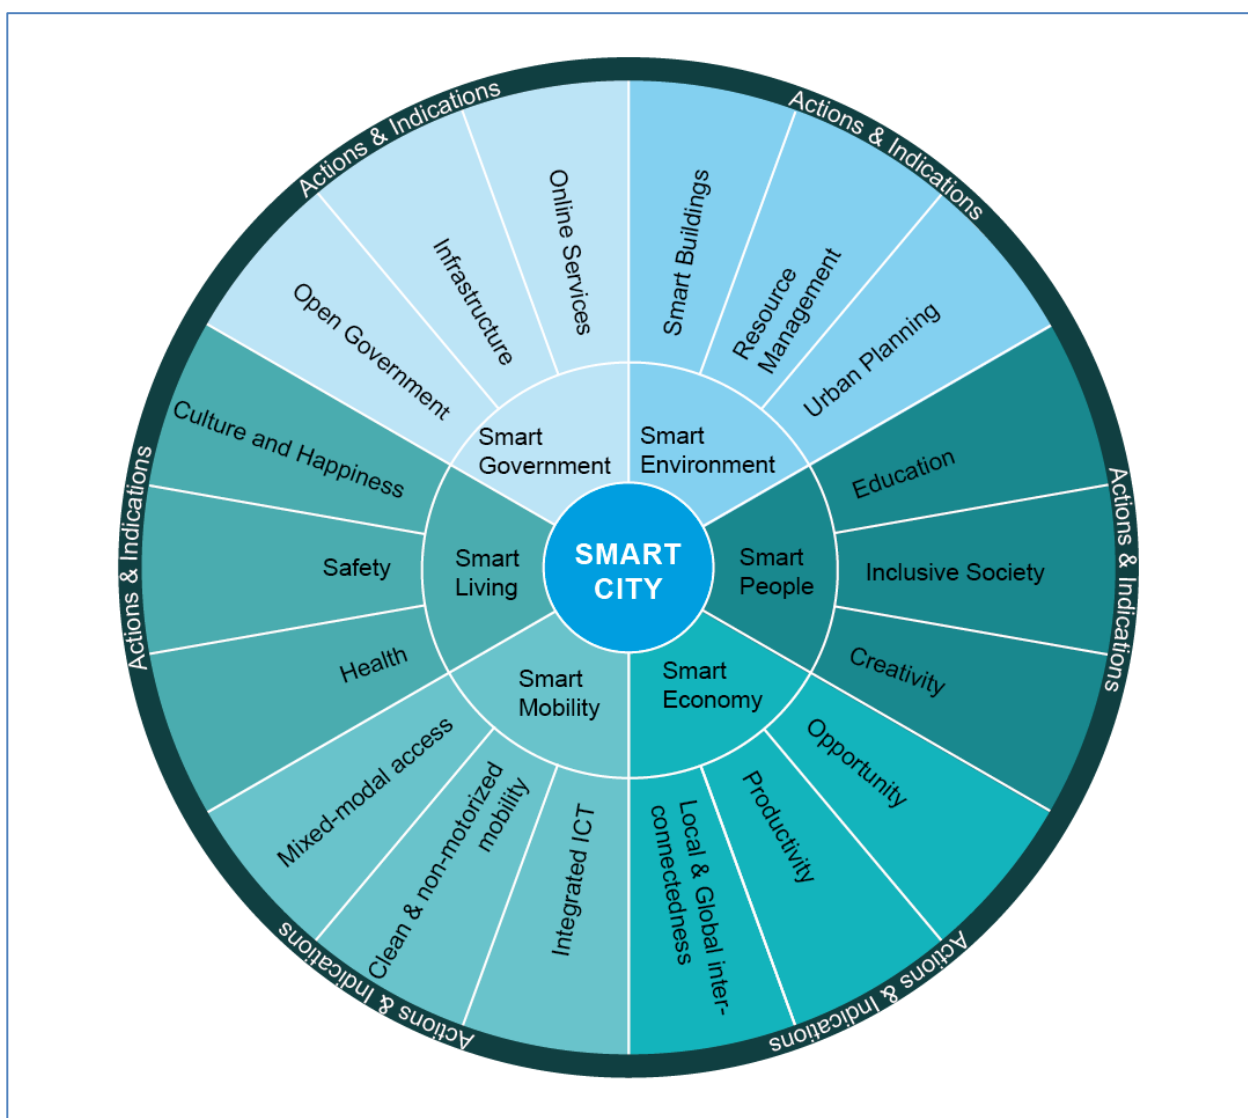 SMART
CITY
Smart
Government
Smart
Environment
Smart
People
Smart
Economy
Smart
Mobility
Smart
Living
Open Government
Infrastructure
Online Services
Smart Buildings
Resource
Management
Urban Planning
Education
Inclusive Society
Creativity
Opportunity
Productivity
Local & Global inter-
connectedness
Integrated ICT
Clean & non-motorized
mobility
Mixed-modal access
Health
Safety
Culture and Happiness
Actions & Indications
Actions & Indications
Actions & Indications
Actions & Indications
Actions & Indications
Actions & Indications